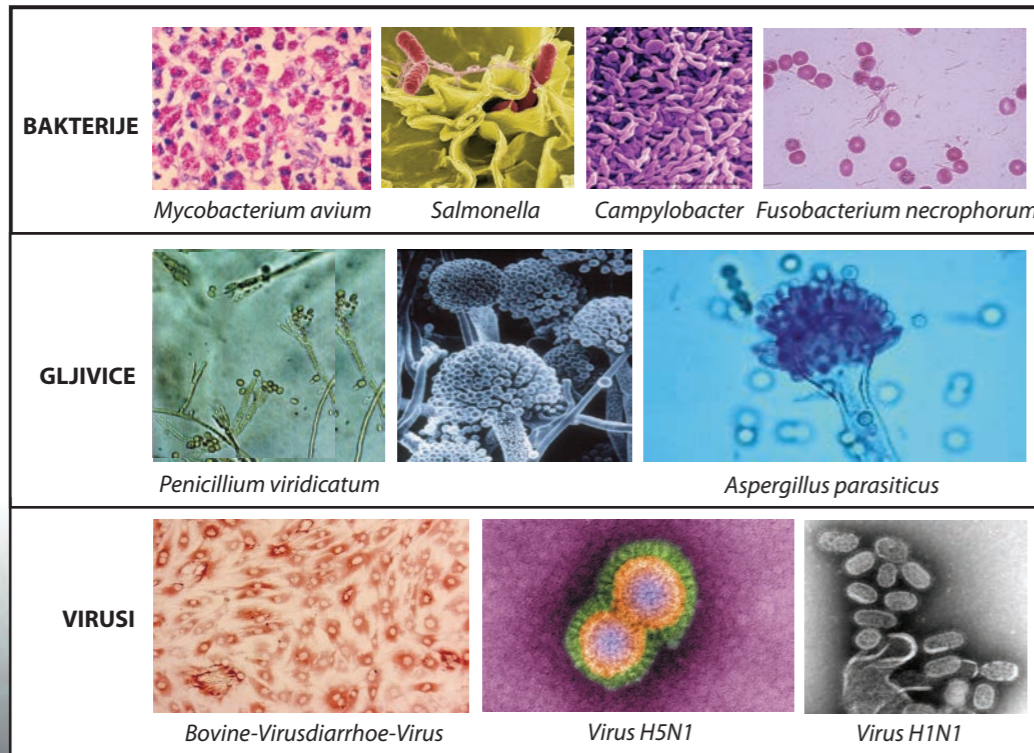 BAKTERIJE
Mycobacterium avium
Salmonella
Campylobacter
Fusobacterium necrophorum
GLJIVICE
Penicillium viridicatum
Aspergillus parasiticus
VIRUSI
Bovine-Virusdiarrhoe-Virus
Virus H5N1
Virus H1N1